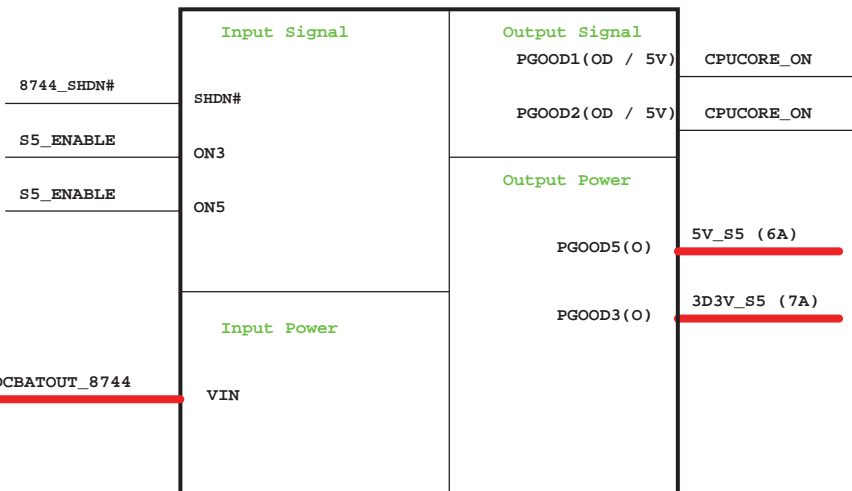 Input Signal
Output Signal
PGOOD1(OD / 5V)
CPUCORE_ON
8744_SHDN#
SHDN#
PGOOD2(OD / 5V)
CPUCORE_ON
S5_ENABLE
ON3
Output Power
S5_ENABLE
ON5
5V_S5 (6A)
PGOOD5(O)
3D3V_S5 (7A)
PGOOD3(O)
Input Power
DCBATOUT_8744
VIN